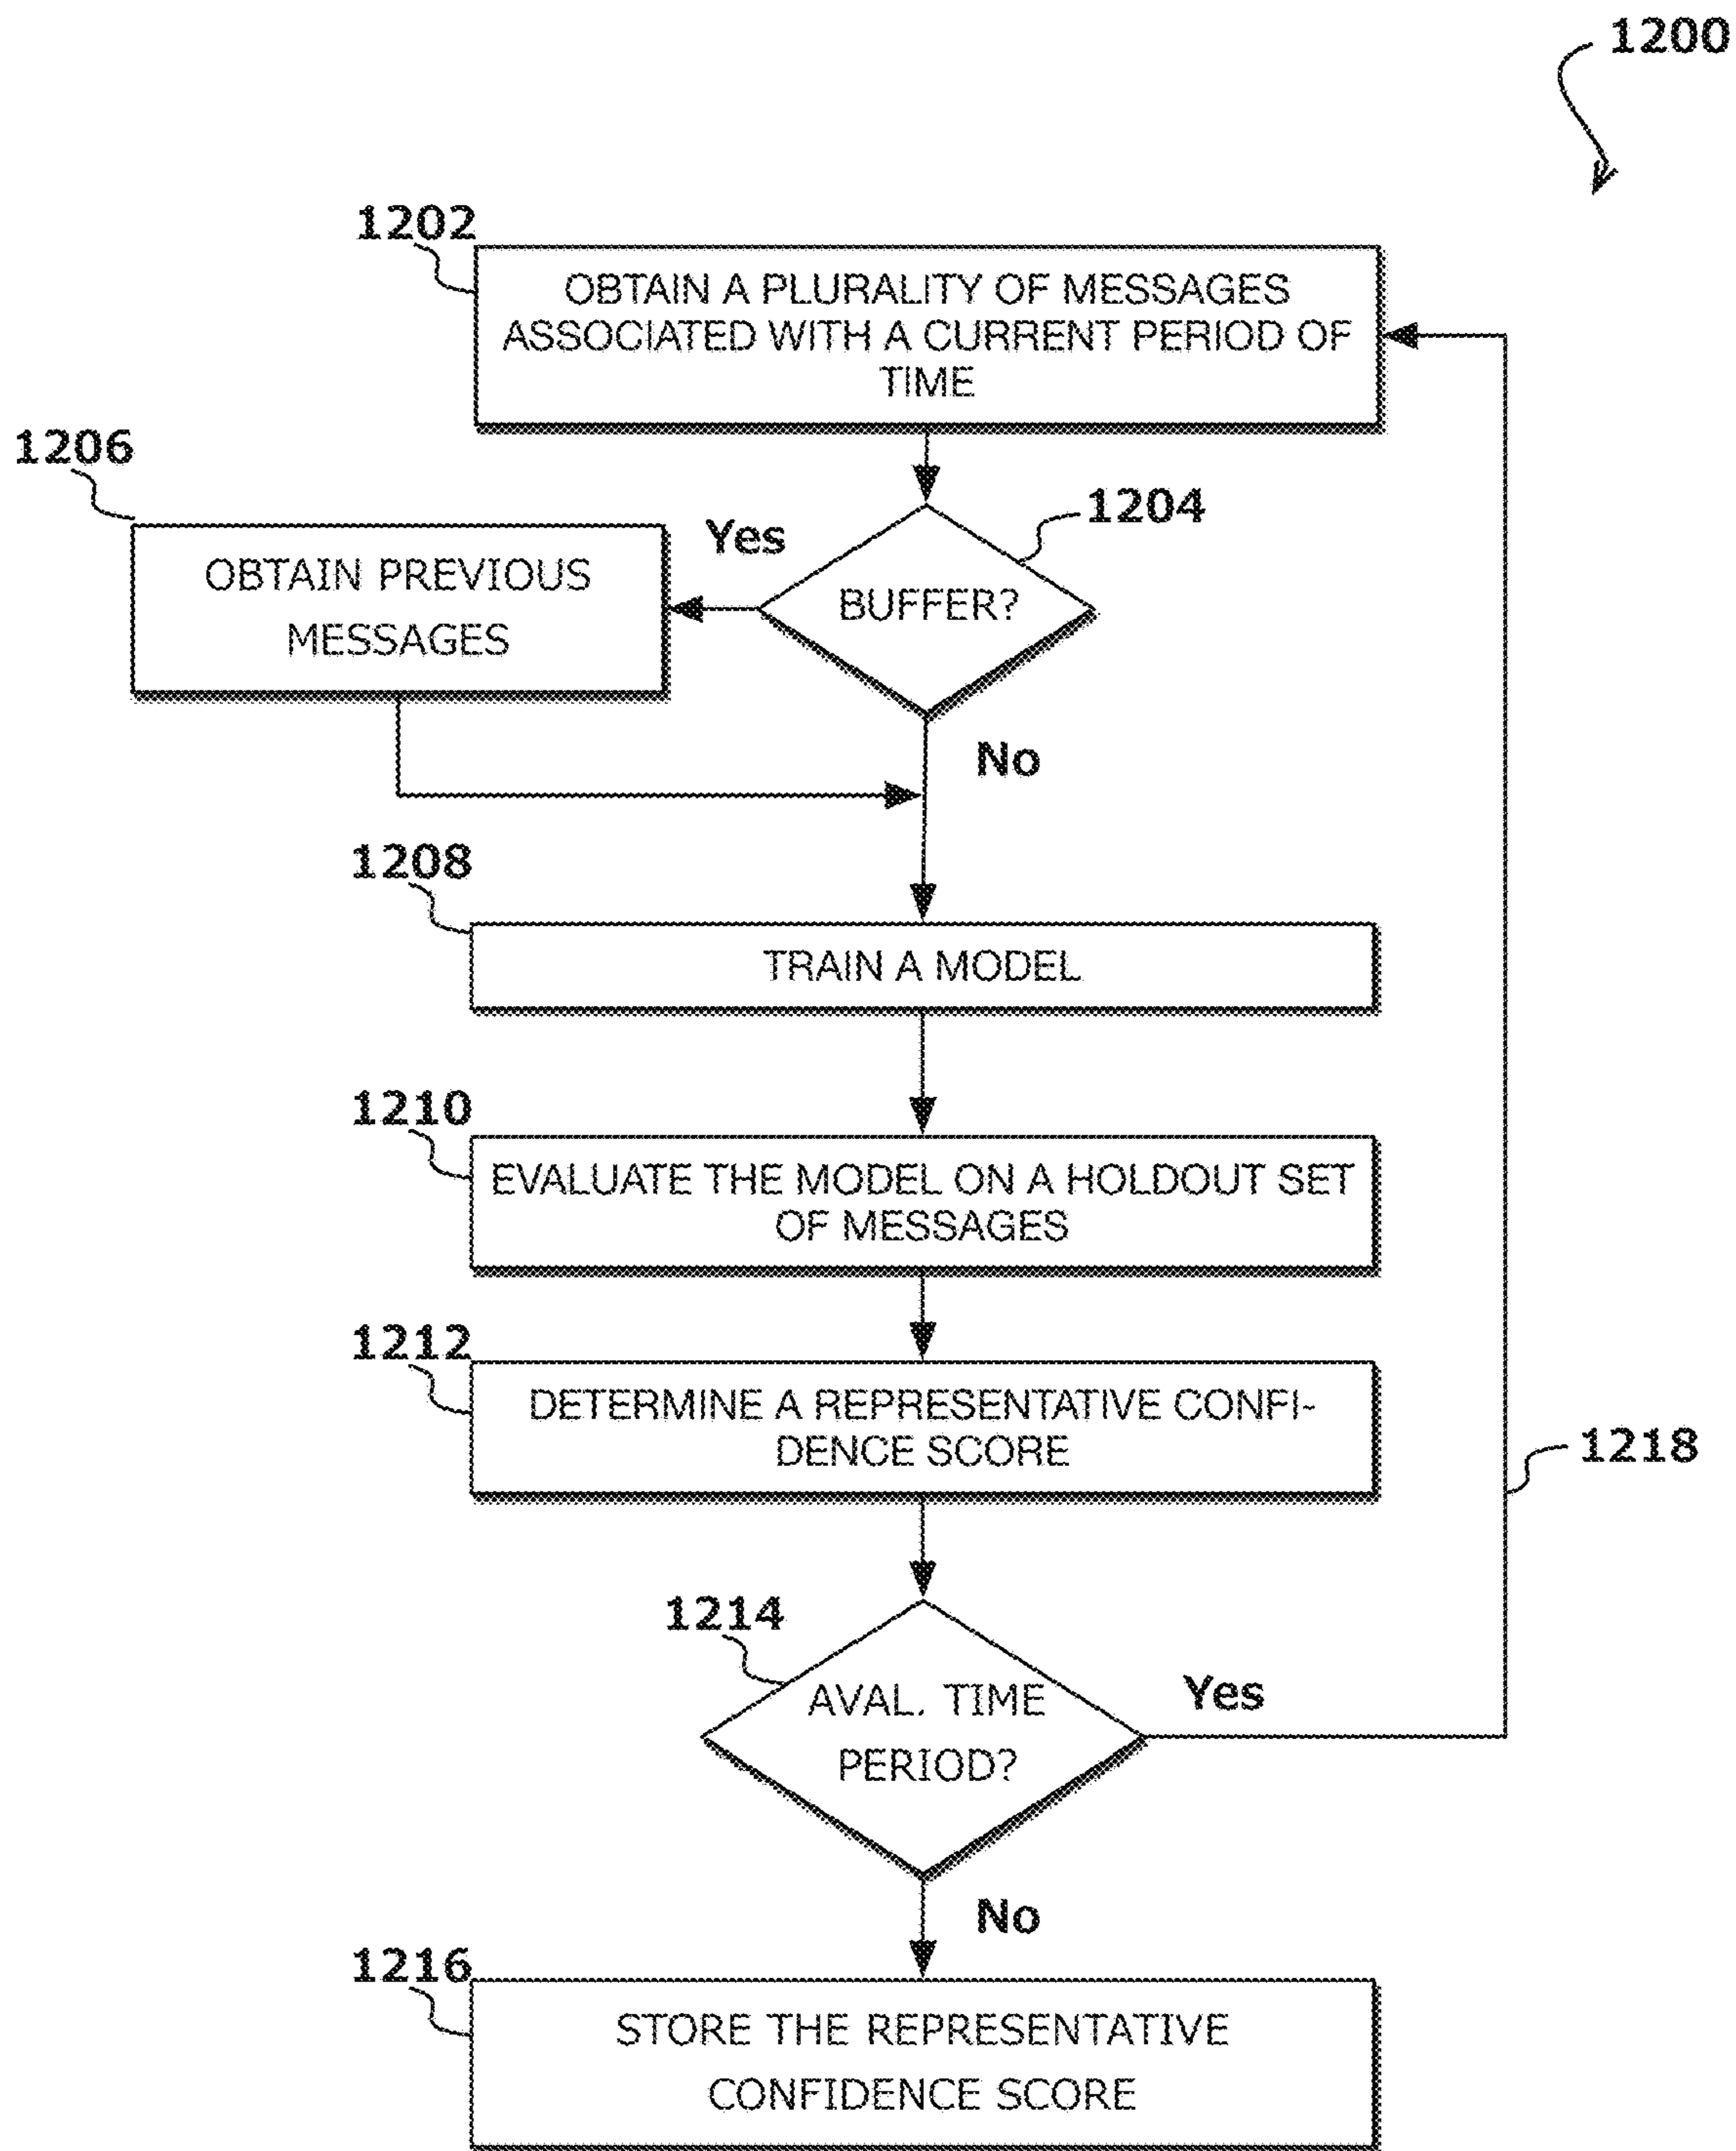 1200
1202
OBTAIN A PLURALITY OF MESSAGES
ASSOCIATED WITH A CURRENT PERIOD OF
TIME
1206
OBTAIN PREVIOUS
MESSAGES
Yes
1204
BUFFER?
No
1208
TRAIN A MODEL
1210
EVALUATE THE MODEL ON A HOLDOUT SET
OF MESSAGES
1212
DETERMINE A REPRESENTATIVE CONFI-
DENCE SCORE
1218
1214
AVAL. TIME
PERIOD?
Yes
No
1216
STORE THE REPRESENTATIVE
CONFIDENCE SCORE